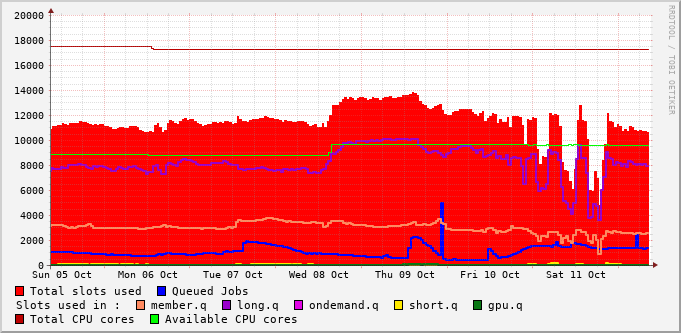 20000
18000
16000
14000
12000
10000
8000
6000
4000
2000
0
Sun 05 Oct Mon 06 Oct Tue 07 Oct Wed 08 Oct Thu 09 Oct Fri 10 Oct Sat 11 Oct
Total slots used Queued Jobs
Slots used in : member.q long.q ondemand.q short.q gpu.q
Total CPU cores Available CPU cores
RRDTOOL / TOBI OETIKER